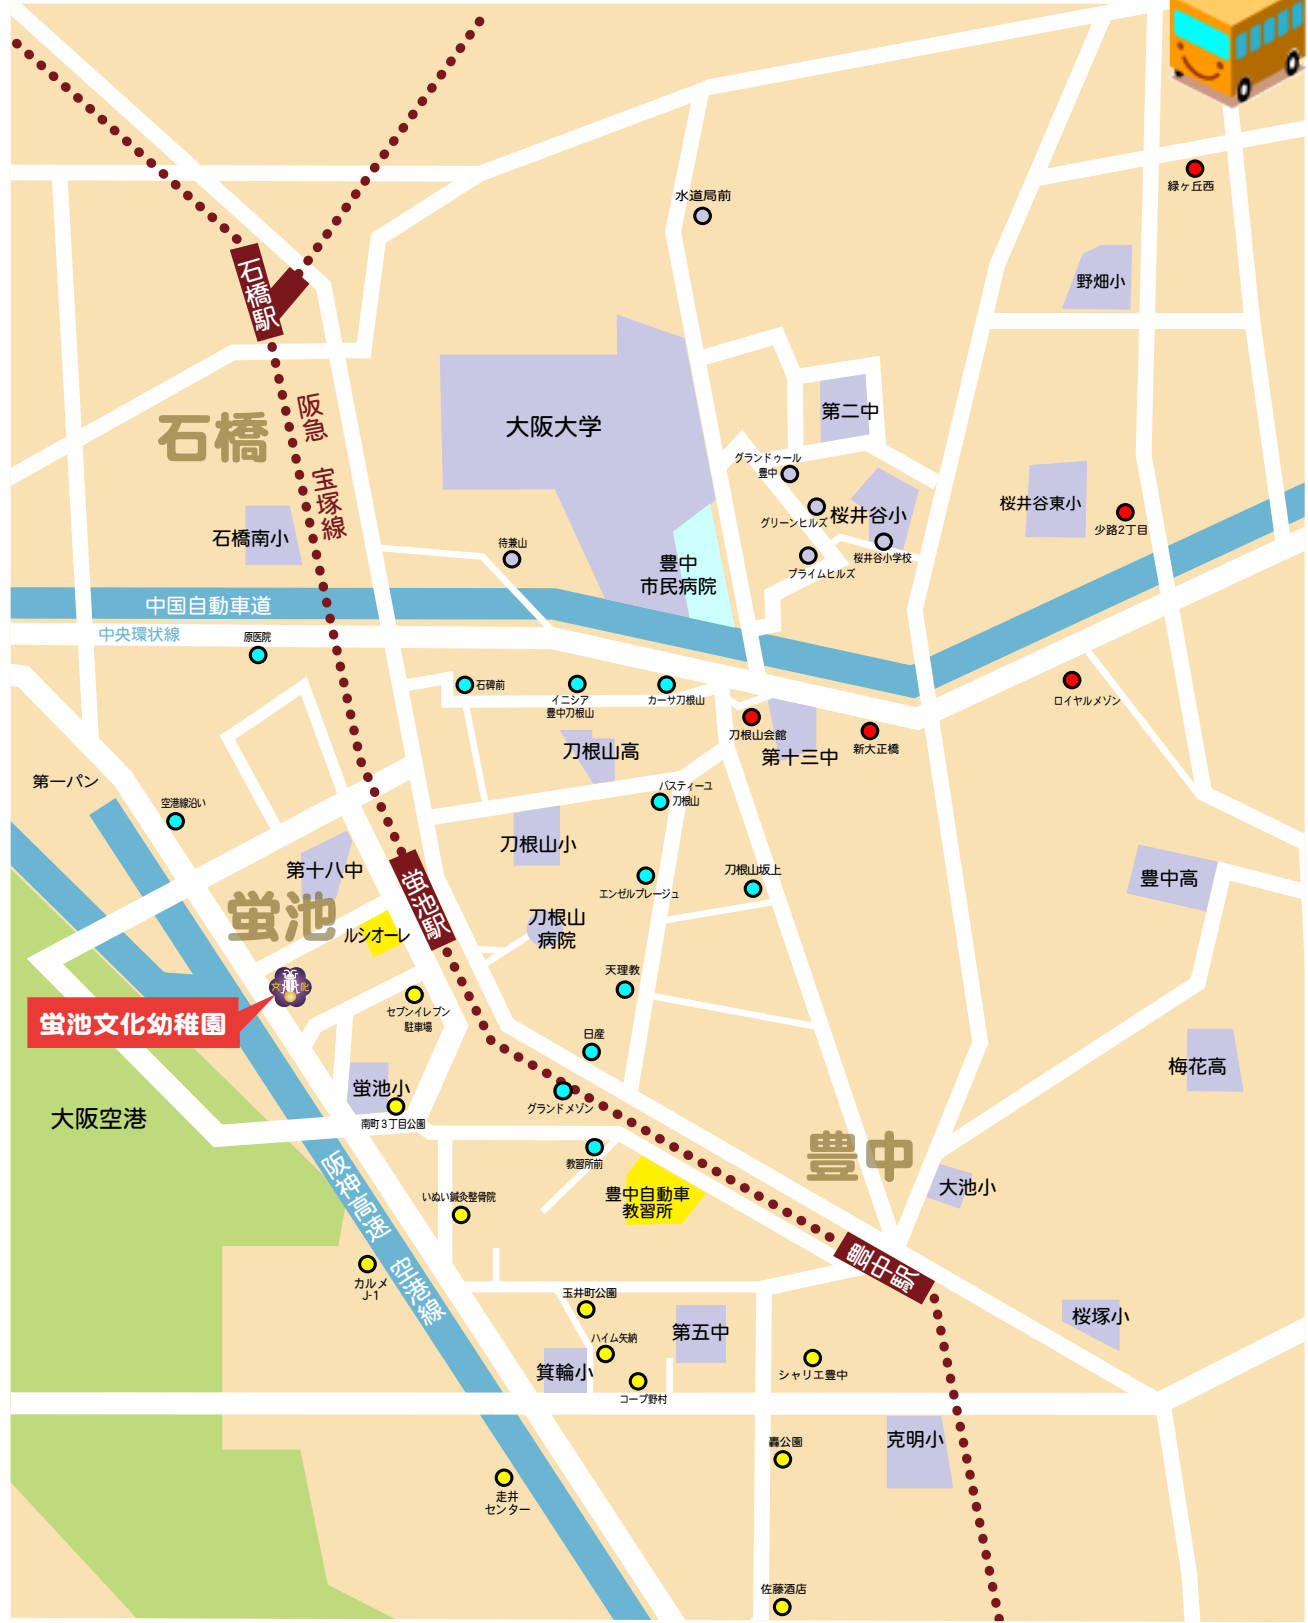 緑ヶ丘西
水道局前
石橋駅
野畑小
阪急 宝塚線
石橋
大阪大学
第二中
グランドゥール
豊中
グリーンヒルズ
桜井谷小
桜井谷東小
少路2丁目
石橋南小
待兼山
桜井谷小学校
プライムヒルズ
豊中
市民病院
中国自動車道
中央環状線
原医院
石碑前
イニシア
豊中刀根山
カーサ刀根山
ロイヤルメゾン
刀根山会館
新大正橋
刀根山高
第十三中
第一パン
空港線沿い
パスティーユ
刀根山
刀根山小
第十八中
刀根山坂上
豊中高
エンゼルプレージュ
蛍池駅
蛍池
ルシオーレ
刀根山
病院
天理教
文化
セブンイレブン
駐車場
蛍池文化幼稚園
日産
梅花高
蛍池小
大阪空港
グランドメゾン
南町3丁目公園
豊中
教習所前
阪神高速 空港線
いぬい鍼灸整骨院
豊中自動車
教習所
大池小
豊中駅
カルメ
J-1
玉井町公園
桜塚小
ハイム矢納
第五中
箕輪小
シャリエ豊中
コープ野村
轟公園
克明小
走井
センター
佐藤酒店